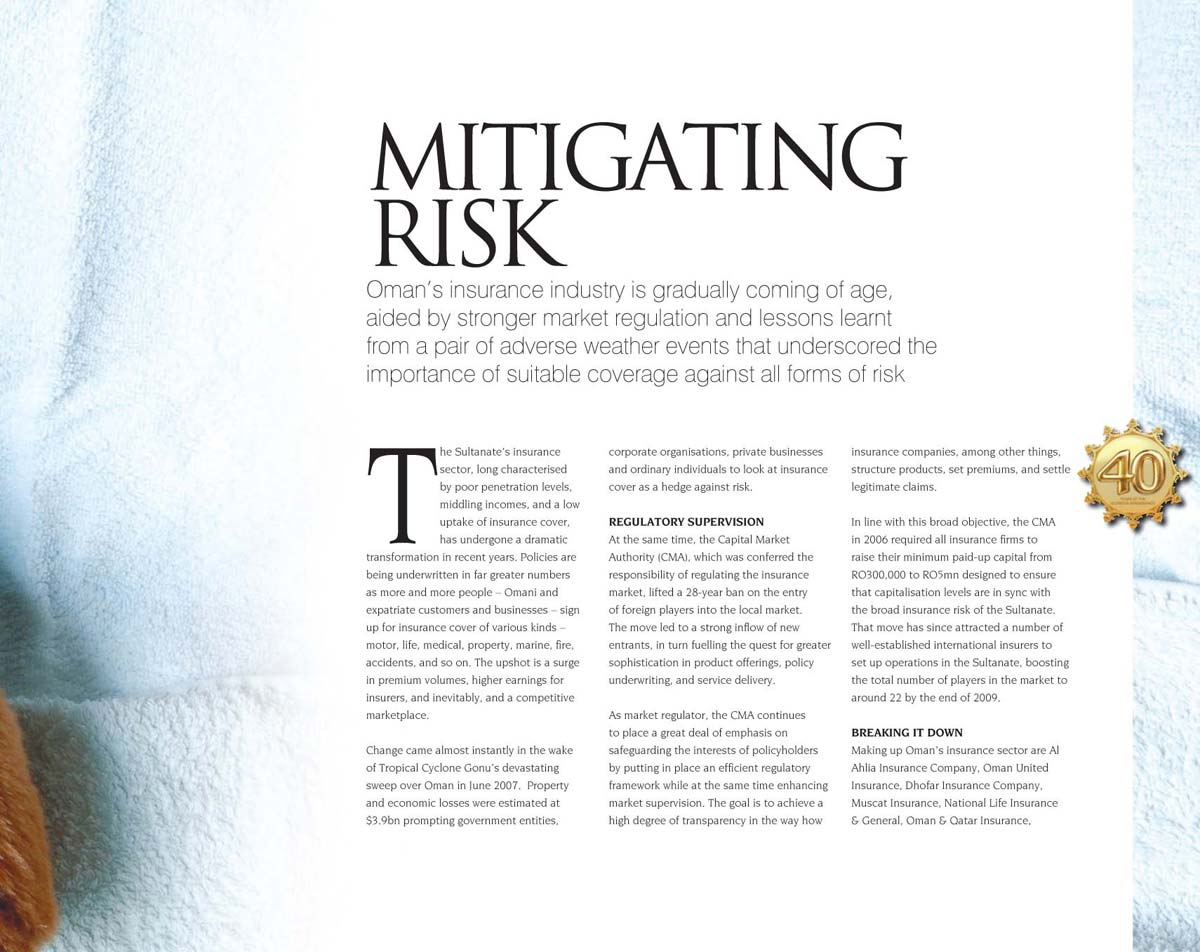 MITIGATING
RISK
Oman's insurance industry is gradually coming of age,
aided by stronger market regulation and lessons learnt
from a pair of adverse weather events that underscored the
importance of suitable coverage against all forms of risk
The Sultanate's insurance
sector, long characterised
by poor penetration levels,
middling incomes, and a low
uptake of insurance cover,
has undergone a dramatic
transformation in recent years. Policies are
being underwritten in far greater numbers
as more and more people – Omani and
expatriate customers and businesses – sign
up for insurance cover of various kinds –
motor, life, medical, property, marine, fire,
accidents, and so on. The upshot is a surge
in premium volumes, higher earnings for
insurers, and inevitably, and a competitive
marketplace.
Change came almost instantly in the wake
of Tropical Cyclone Gonu's devastating
sweep over Oman in June 2007. Property
and economic losses were estimated at
$3.9bn prompting government entities,
corporate organisations, private businesses
and ordinary individuals to look at insurance
cover as a hedge against risk.
REGULATORY SUPERVISION
At the same time, the Capital Market
Authority (CMA), which was conferred the
responsibility of regulating the insurance
market, lifted a 28-year ban on the entry
of foreign players into the local market.
The move led to a strong inflow of new
entrants, in turn fuelling the quest for greater
sophistication in product offerings, policy
underwriting, and service delivery.
As market regulator, the CMA continues
to place a great deal of emphasis on
safeguarding the interests of policyholders
by putting in place an efficient regulatory
framework while at the same time enhancing
market supervision. The goal is to achieve a
high degree of transparency in the way how
insurance companies, among other things,
structure products, set premiums, and settle
legitimate claims.
In line with this broad objective, the CMA
in 2006 required all insurance firms to
raise their minimum paid-up capital from
RO300,000 to RO5mn designed to ensure
that capitalisation levels are in sync with
the broad insurance risk of the Sultanate.
That move has since attracted a number of
well-established international insurers to
set up operations in the Sultanate, boosting
the total number of players in the market to
around 22 by the end of 2009.
BREAKING IT DOWN
Making up Oman's insurance sector are Al
Ahlia Insurance Company, Oman United
Insurance, Dhofar Insurance Company,
Muscat Insurance, National Life Insurance
& General, Oman & Qatar Insurance,
40